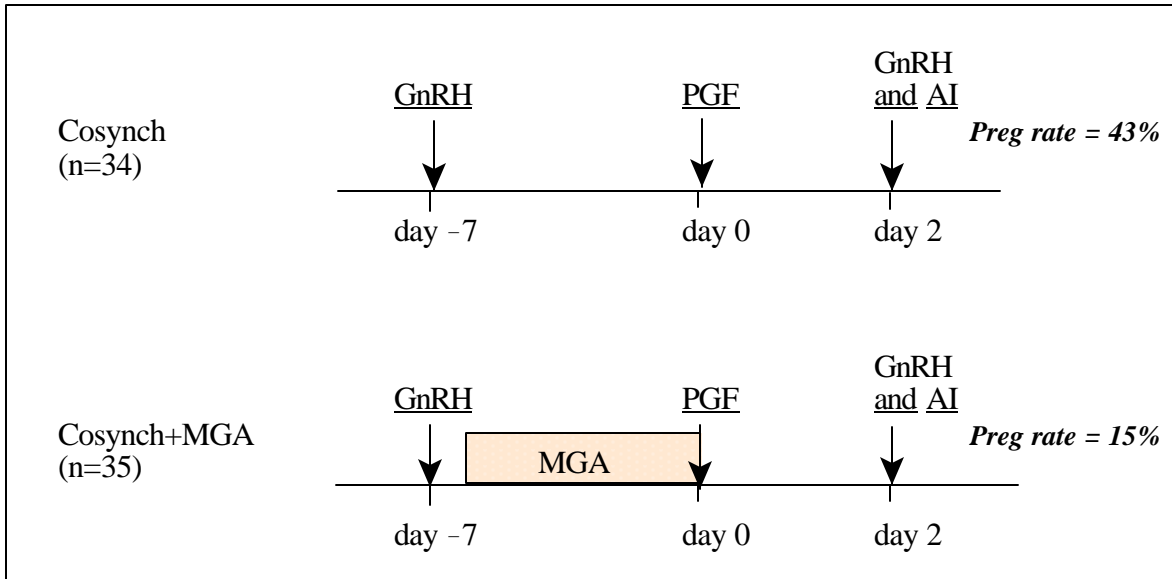 GnRH
and AI
GnRH
PGF
Preg rate = 43%
Cosynch
(n=34)
day -7
day 0
day 2
GnRH
and AI
GnRH
PGF
Preg rate = 15%
Cosynch+MGA
(n=35)
MGA
day -7
day 0
day 2